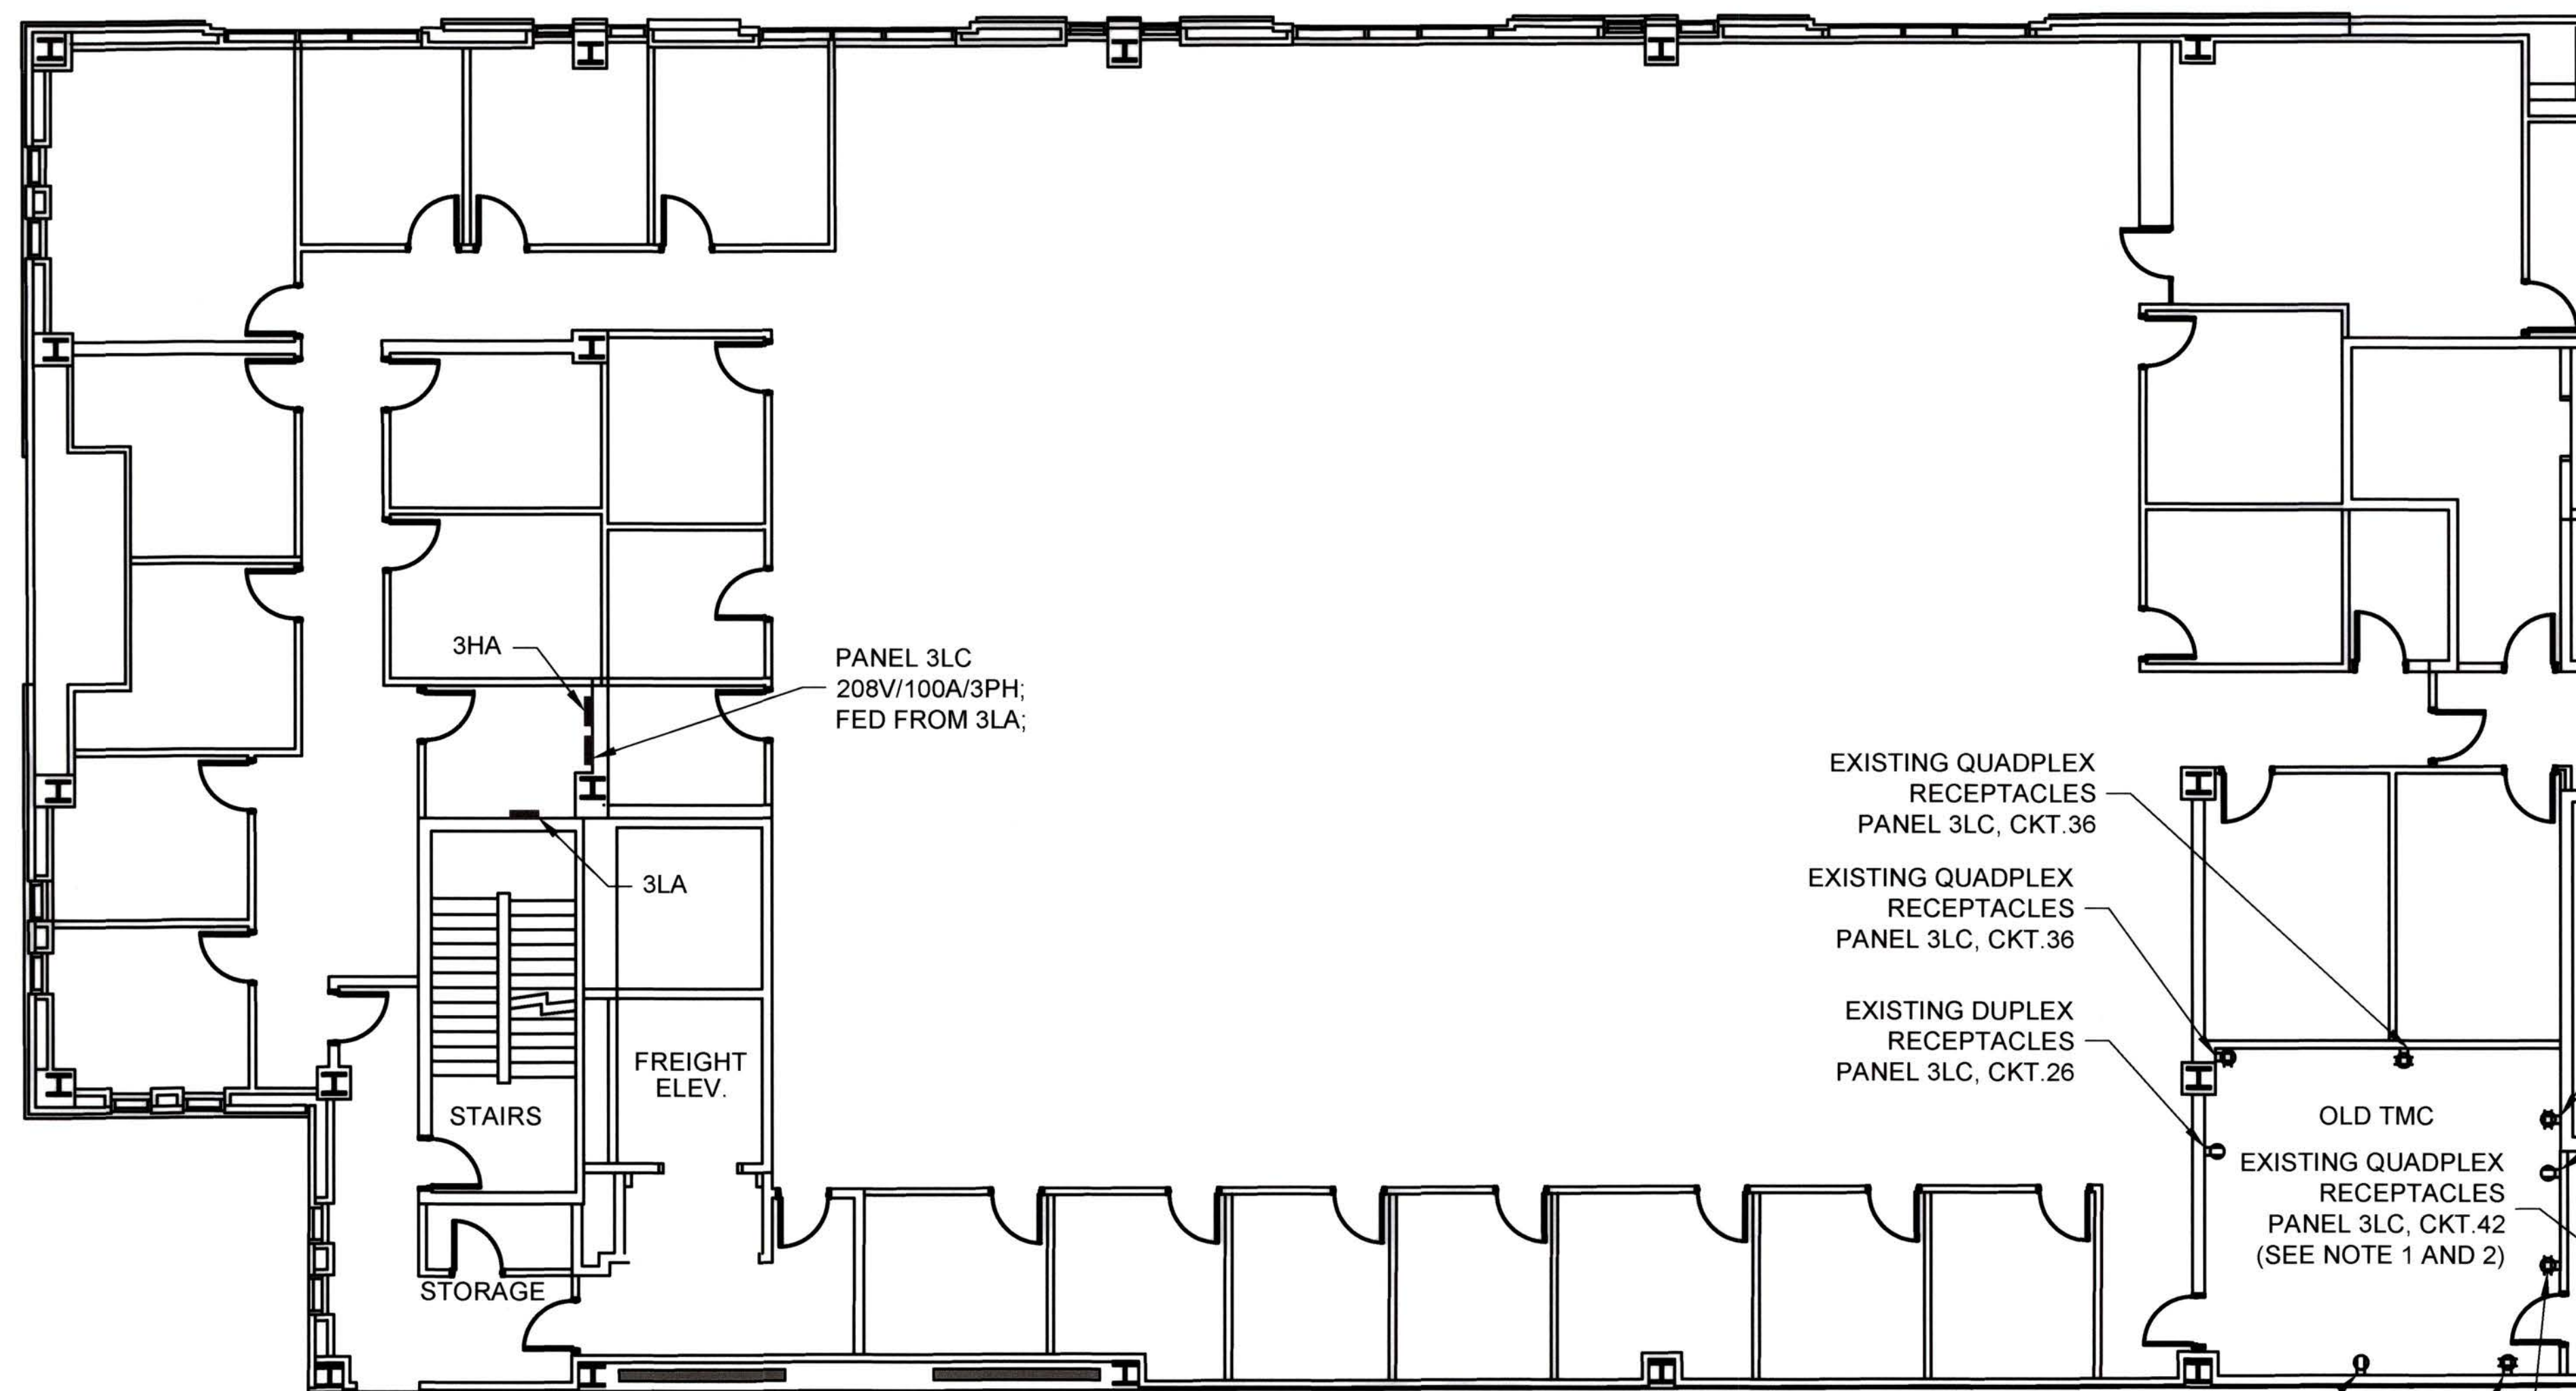 3HA
PANEL 3LC
208V/100A/3PH;
FED FROM 3LA;
3LA
EXISTING QUADPLEX
RECEPTACLES
PANEL 3LC, CKT.36
EXISTING QUADPLEX
RECEPTACLES
PANEL 3LC, CKT.36
EXISTING DUPLEX
RECEPTACLES
PANEL 3LC, CKT.26
FREIGHT
ELEV.
STAIRS
OLD TMC
EXISTING QUADPLEX
RECEPTACLES
PANEL 3LC, CKT.42
(SEE NOTE 1 AND 2)
STORAGE